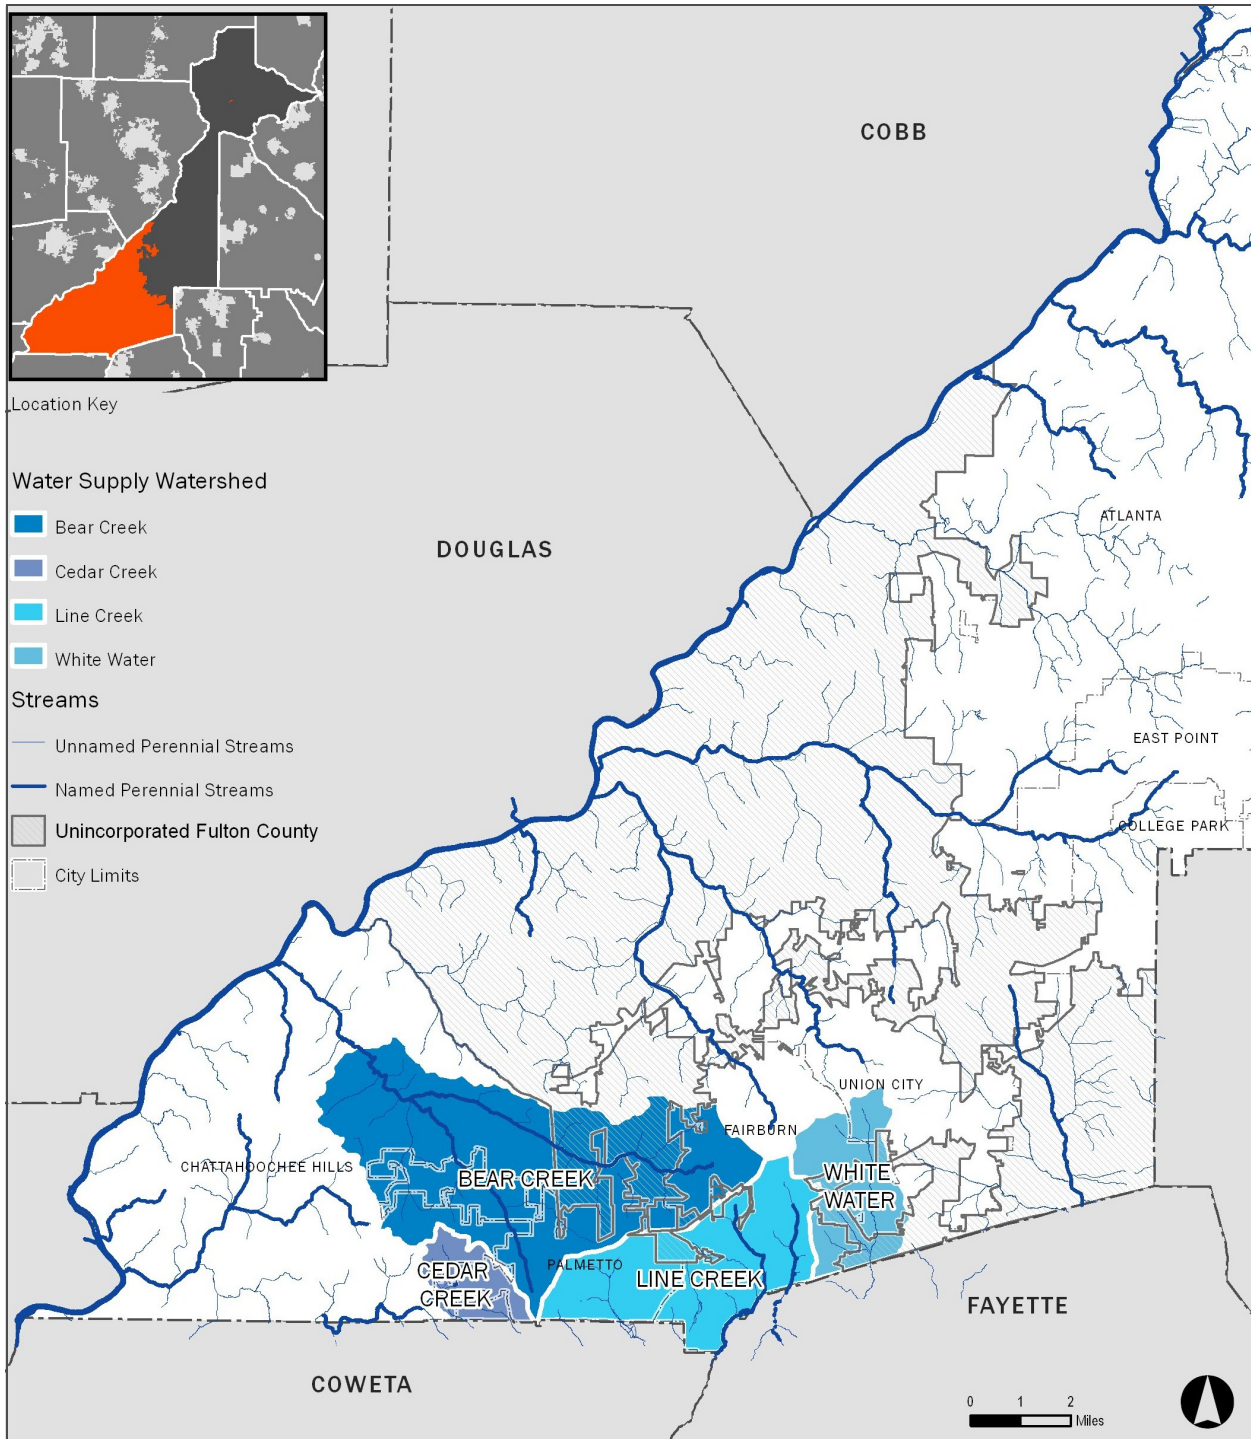 COBB
Location Key
Water Supply Watershed
Bear Creek
Cedar Creek
Line Creek
White Water
Streams
Unnamed Perennial Streams
Named Perennial Streams
Unincorporated Fulton County
City Limits
DOUGLAS
ATLANTA
EAST POINT
COLLEGE PARK
UNION CITY
FAIRBURN
CHATTAHOOCHEE HILLS
BEAR CREEK
WHITE
WATER
PALMETTO
CEDAR
CREEK
LINE CREEK
FAYETTE
COWETA
0 1 2
Miles